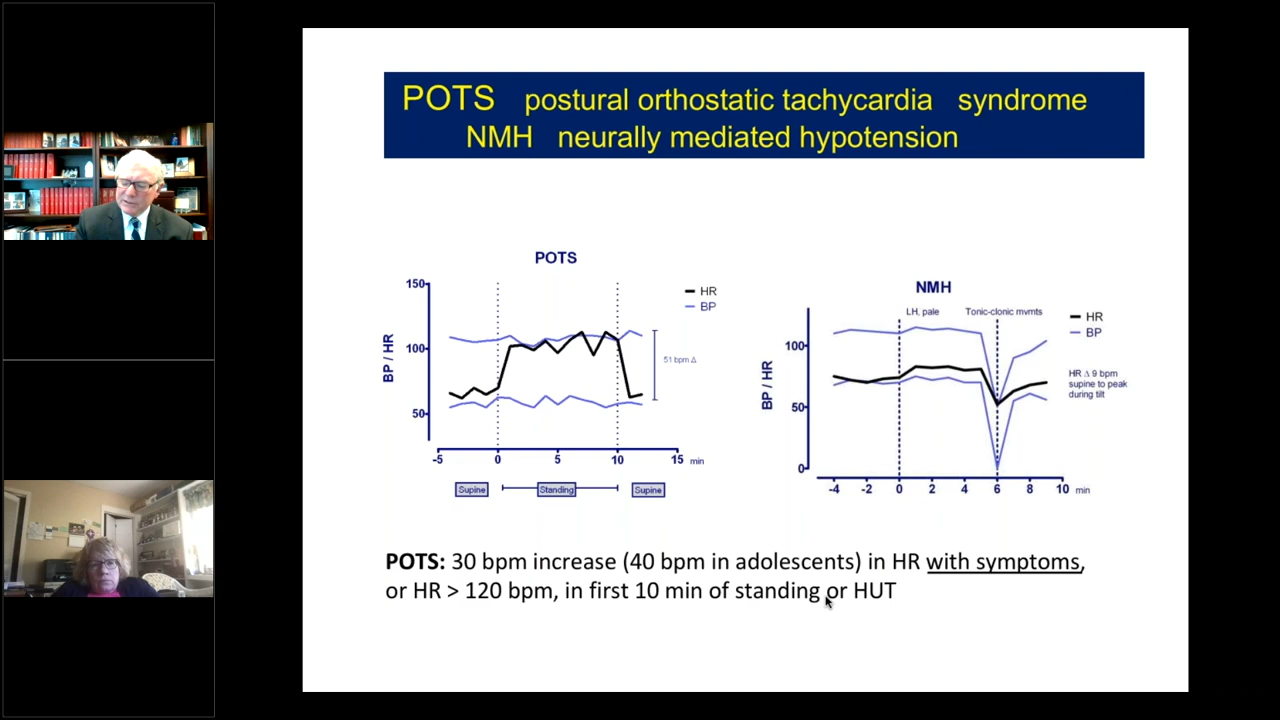 POTS postural orthostatic tachycardia syndrome
NMH neurally mediated hypotension
POTS
150
100
50
BP / HR
HR
BP
51 bpm Δ
-5
0
5
10
15
min
Supine
Standing
Supine
NMH
LH, pale
Tonic-clonic mvmts
HR
BP
100
50
0
BP / HR
HR Δ 9 bpm
supine to peak
during tilt
-4
-2
0
2
4
6
8
10
min
POTS: 30 bpm increase (40 bpm in adolescents) in HR with symptoms,
or HR > 120 bpm, in first 10 min of standing or HUT